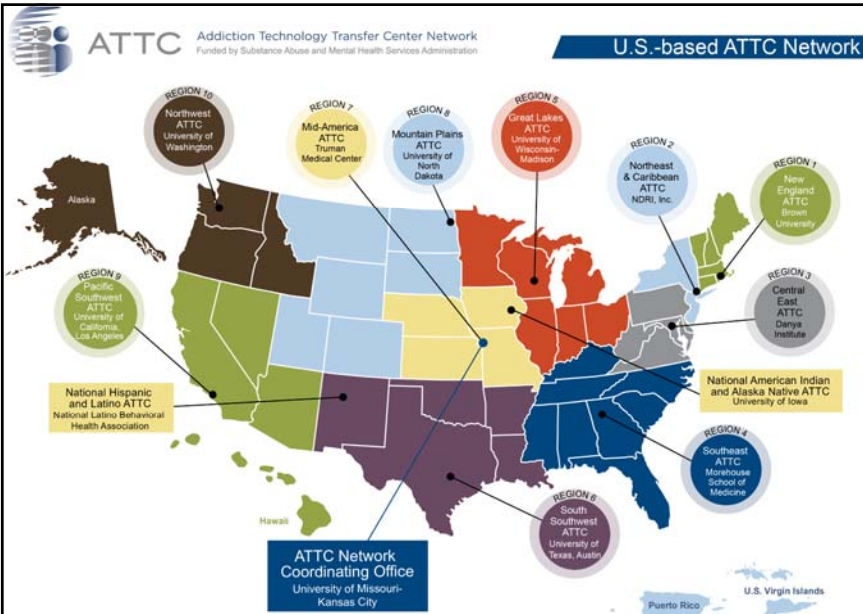 ATTC
Addiction Technology Transfer Center Network
Funded by Substance Abuse and Mental Health Services Administration
U.S.-based ATTC Network
REGION 10
Northwest
ATTC
University of
Washington
REGION 7
Mid-America
ATTC
Truman
Medical Center
REGION 8
Mountain Plains
ATTC
University of
North
Dakota
REGION 5
Great Lakes
ATTC
University of
Wisconsin-
Madison
REGION 2
Northeast
& Caribbean
ATTC
NDRI, Inc.
REGION 1
New
England
ATTC
Brown
University
Alaska
REGION 9
Pacific
Southwest
ATTC
University of
California,
Los Angeles
REGION 3
Central
East
ATTC
Danya
Institute
National Hispanic
and Latino ATTC
National Latino Behavioral
Health Association
National American Indian
and Alaska Native ATTC
University of Iowa
REGION 4
Southeast
ATTC
Morehouse
School of
Medicine
REGION 6
South
Southwest
ATTC
University of
Texas, Austin
Hawaii
ATTC Network
Coordinating Office
University of Missouri-
Kansas City
U.S. Virgin Islands
Puerto Rico